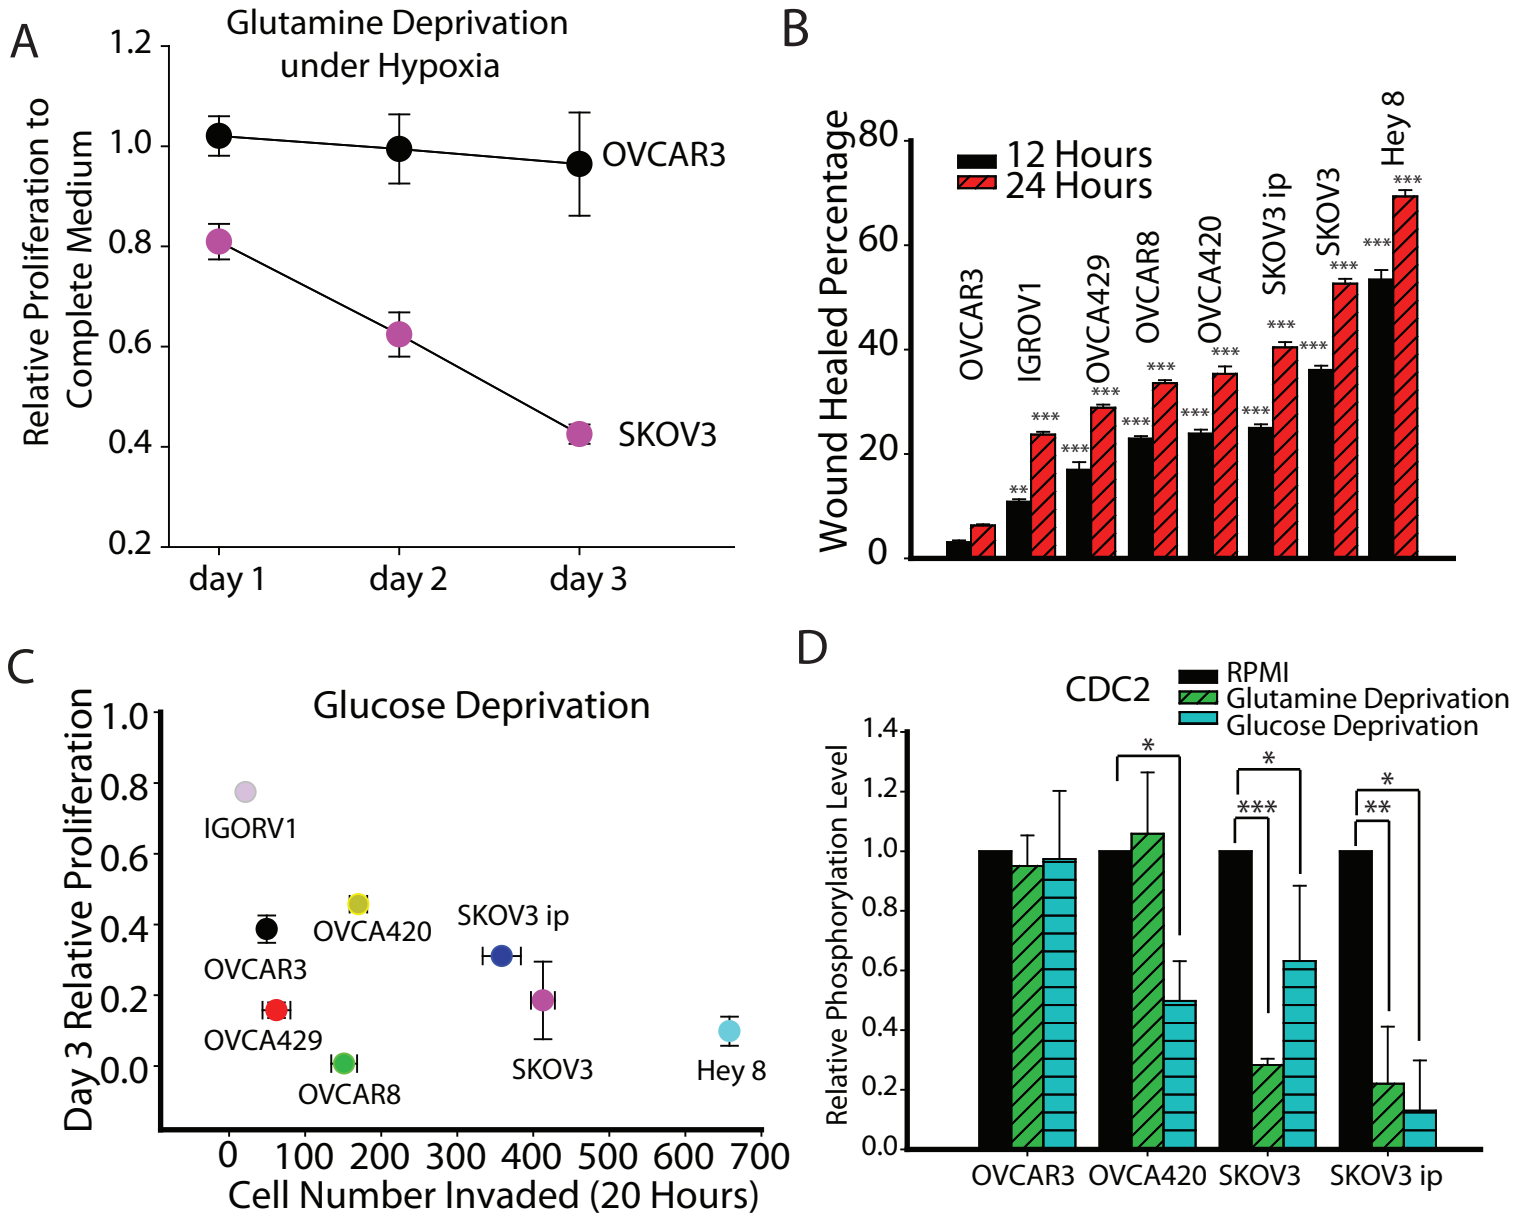 A
Glutamine Deprivation
under Hypoxia
Relative Proliferation to
Complete Medium
1.2
1.0
0.8
0.6
0.4
0.2
OVCAR3
SKOV3
day 1
day 2
day 3
B
Wound Healed Percentage
80
60
40
20
0
12 Hours
24 Hours
OVCAR3
IGROV1
OVCA429
OVCAR8
OVCA420
SKOV3 ip
SKOV3
Hey 8
**
***
***
***
***
***
***
***
***
***
***
***
***
***
C
Glucose Deprivation
Day 3 Relative Proliferation
1.0
0.8
0.6
0.4
0.2
0.0
IGORV1
OVCAR3
OVCA429
OVCAR8
OVCA420
SKOV3 ip
SKOV3
Hey 8
0 100 200 300 400 500 600 700
Cell Number Invaded (20 Hours)
D
CDC2
RPMI
Glutamine Deprivation
Glucose Deprivation
Relative Phosphorylation Level
1.4
1.2
1.0
0.8
0.6
0.4
0.2
0.0
*
*
***
*
**
OVCAR3 OVCA420 SKOV3 SKOV3 ip